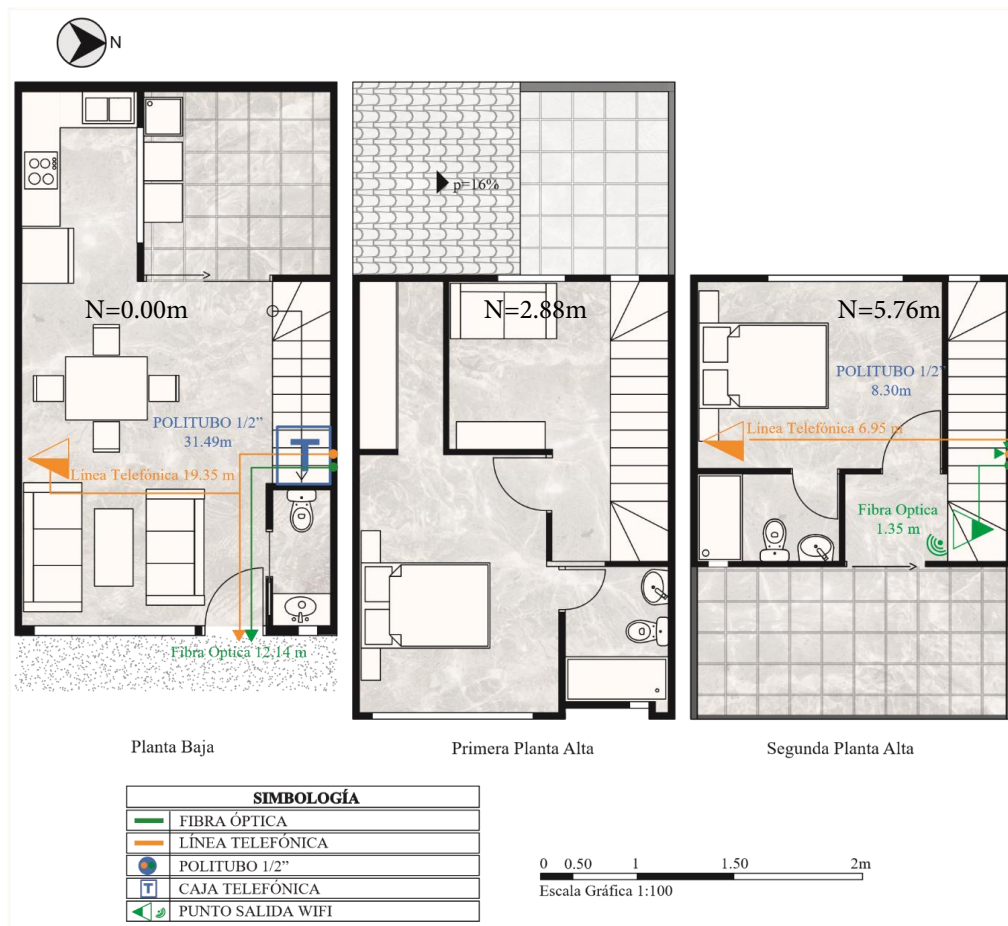 N
p=16%
N=0.00m
N=2.88m
N=5.76m
POLITUBO 1/2”
31.49m
T
Línea Telefónica 19.35 m
Fibra Optica 12.14 m
POLITUBO 1/2”
8.30m
Línea Telefónica 6.95 m
Fibra Optica
1.35 m
Planta Baja
Primera Planta Alta
Segunda Planta Alta
SIMBOLOGÍA
FIBRA ÓPTICA
LÍNEA TELEFÓNICA
POLITUBO 1/2”
T CAJA TELEFÓNICA
PUNTO SALIDA WIFI
0 0.50 1 1.50 2m
Escala Gráfica 1:100